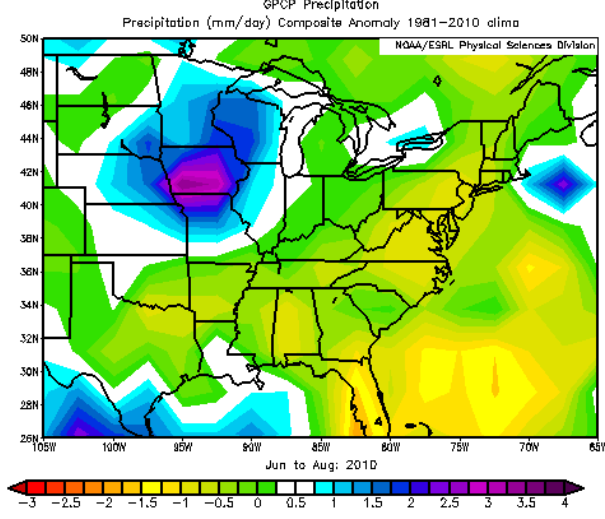 GPCP Precipitation
Precipitation (mm/day) Composite Anomaly 1981-2010 clima
NOAA/ESRL Physical Sciences Division
50N
48N
46N
44N
42N
40N
38N
36N
34N
32N
30N
28N
26N
105W 100W 95W 90W 85W 80W 75W 70W 65W
Jun to Aug: 2010
-3 -2.5 -2 -1.5 -1 -0.5 0 0.5 1 1.5 2 2.5 3 3.5 4